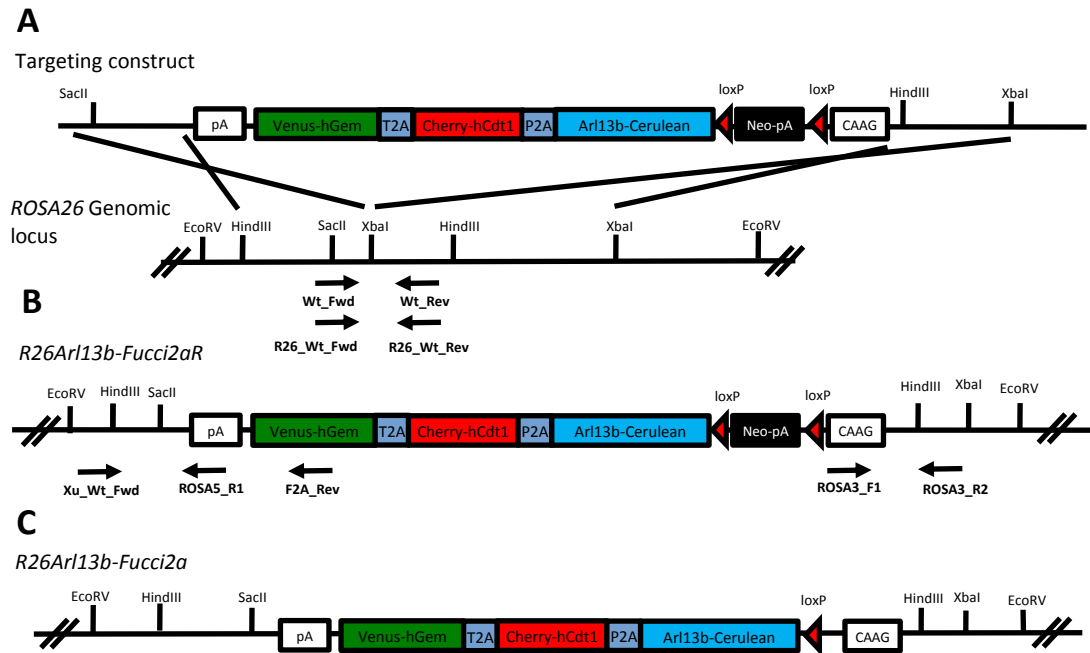 A
Targeting construct
SacII
loxP
loxP
HindIII
XbaI
pA
Venus-hGem
T2A
Cherry-hCdt1
P2A
Arl13b-Cerulean
Neo-pA
CAAG
ROSA26 Genomic
locus
EcoRV
HindIII
SacII
XbaI
HindIII
XbaI
EcoRV
Wt_Fwd
Wt_Rev
R26_Wt_Fwd
R26_Wt_Rev
B
R26Arl13b-Fucci2aR
EcoRV
HindIII
SacII
loxP
loxP
HindIII
XbaI
EcoRV
pA
Venus-hGem
T2A
Cherry-hCdt1
P2A
Arl13b-Cerulean
Neo-pA
CAAG
Xu_Wt_Fwd
ROSA5_R1
F2A_Rev
ROSA3_F1
ROSA3_R2
C
R26Arl13b-Fucci2a
EcoRV
HindIII
SacII
loxP
HindIII
XbaI
EcoRV
pA
Venus-hGem
T2A
Cherry-hCdt1
P2A
Arl13b-Cerulean
CAAG